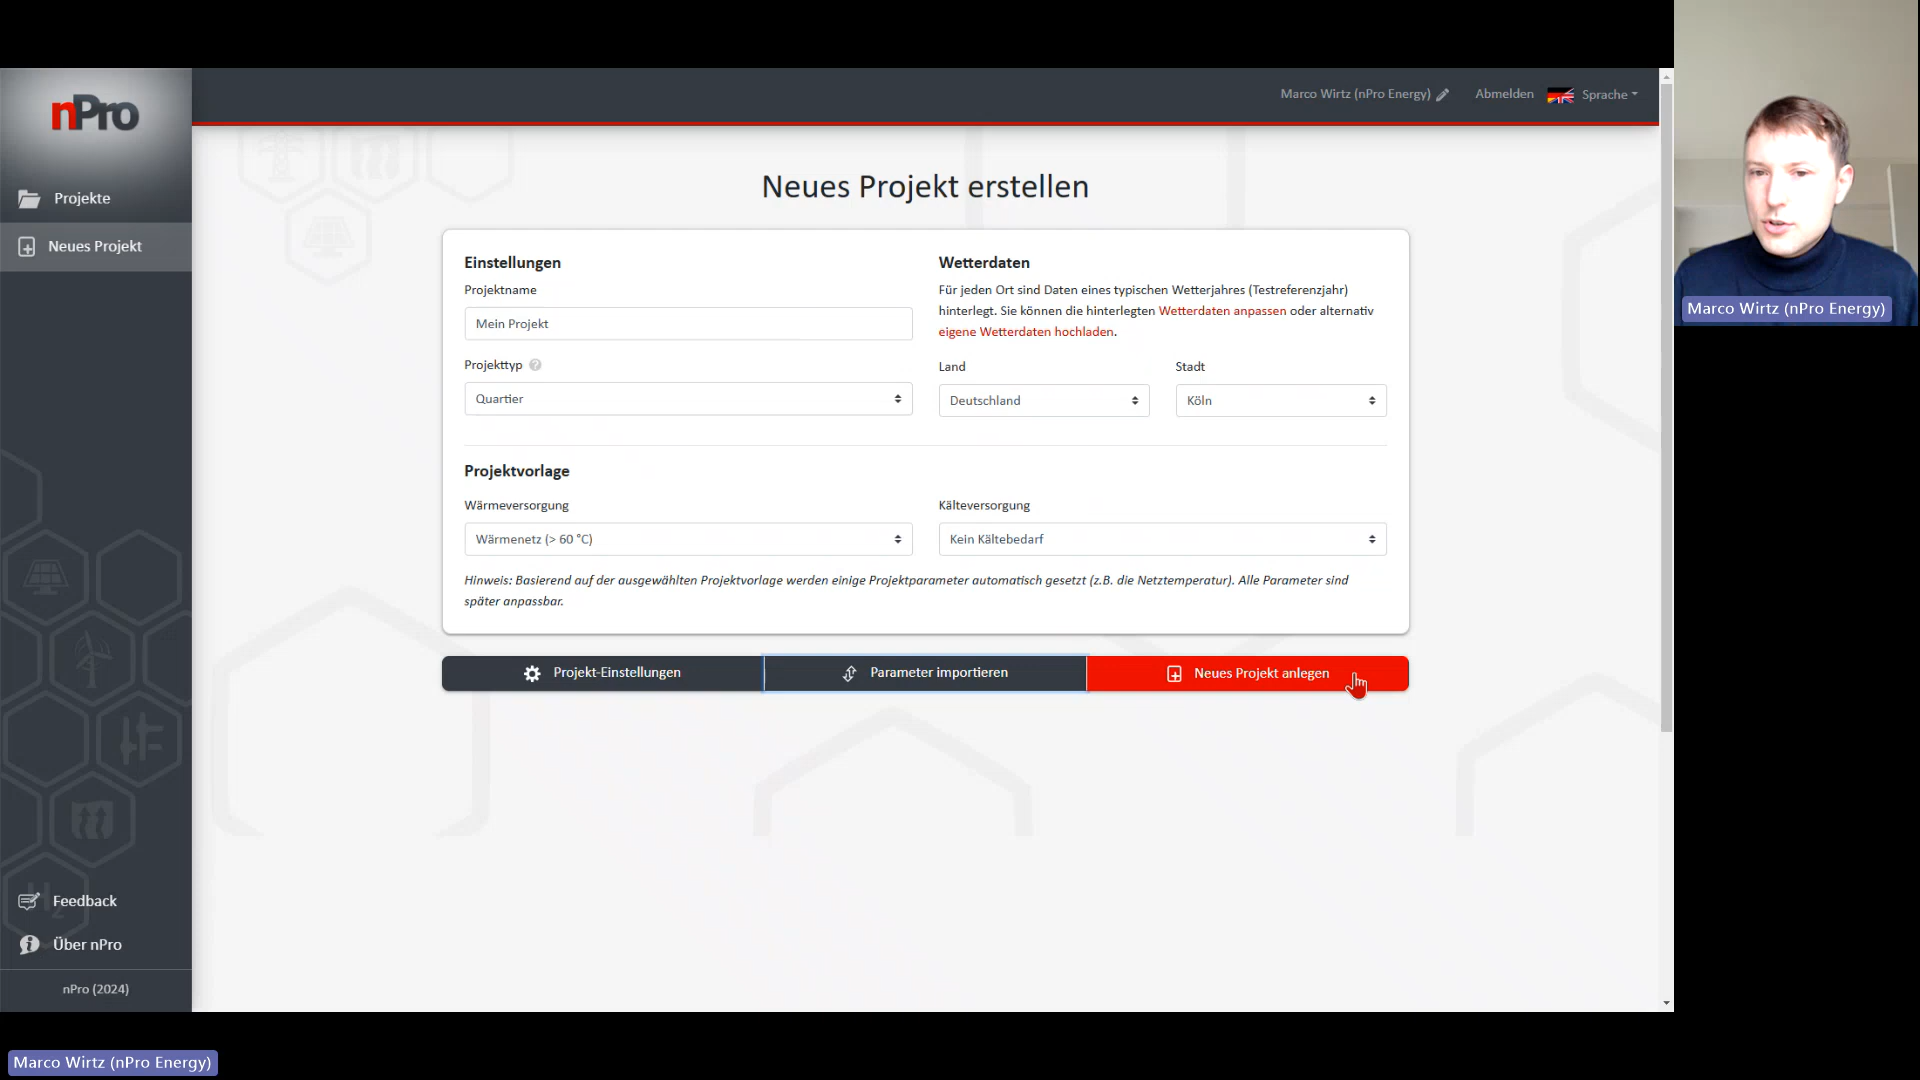 nPro
Marco Wirtz (nPro Energy)
Abmelden
Sprache
Projekte
Neues Projekt
Neues Projekt erstellen
Einstellungen
Projektname
Mein Projekt
Projekttyp ?
Quartier
Wetterdaten
Für jeden Ort sind Daten eines typischen Wetterjahres (Testreferenzjahr)
hinterlegt. Sie können die hinterlegten Wetterdaten anpassen oder alternativ
eigene Wetterdaten hochladen.
Land
Stadt
Deutschland
Köln
Projektvorlage
Wärmeversorgung
Wärmenetz (> 60 °C)
Kälteversorgung
Kein Kältebedarf
Hinweis: Basierend auf der ausgewählten Projektvorlage werden einige Projektparameter automatisch gesetzt (z.B. die Netztemperatur). Alle Parameter sind
später anpassbar.
Projekt-Einstellungen
Parameter importieren
Neues Projekt anlegen
H2
Feedback
Über nPro
nPro (2024)
Marco Wirtz (nPro Energy)
Marco Wirtz (nPro Energy)